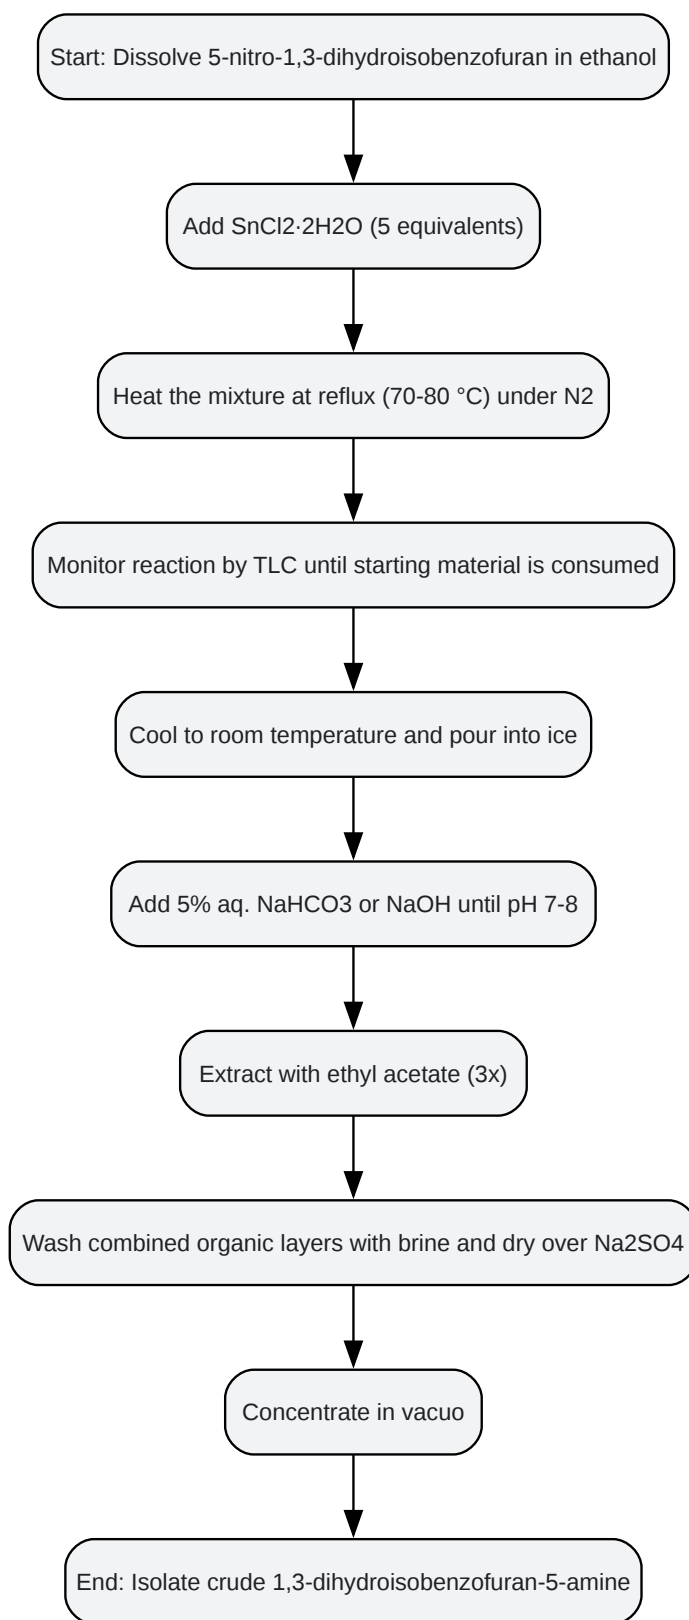 Start: Dissolve 5-nitro-1,3-dihydroisobenzofuran in ethanol
Add SnCl2·2H2O (5 equivalents)
Heat the mixture at reflux (70-80 °C) under N2
Monitor reaction by TLC until starting material is consumed
Cool to room temperature and pour into ice
Add 5% aq. NaHCO3 or NaOH until pH 7-8
Extract with ethyl acetate (3x)
Wash combined organic layers with brine and dry over Na2SO4
Concentrate in vacuo
End: Isolate crude 1,3-dihydroisobenzofuran-5-amine